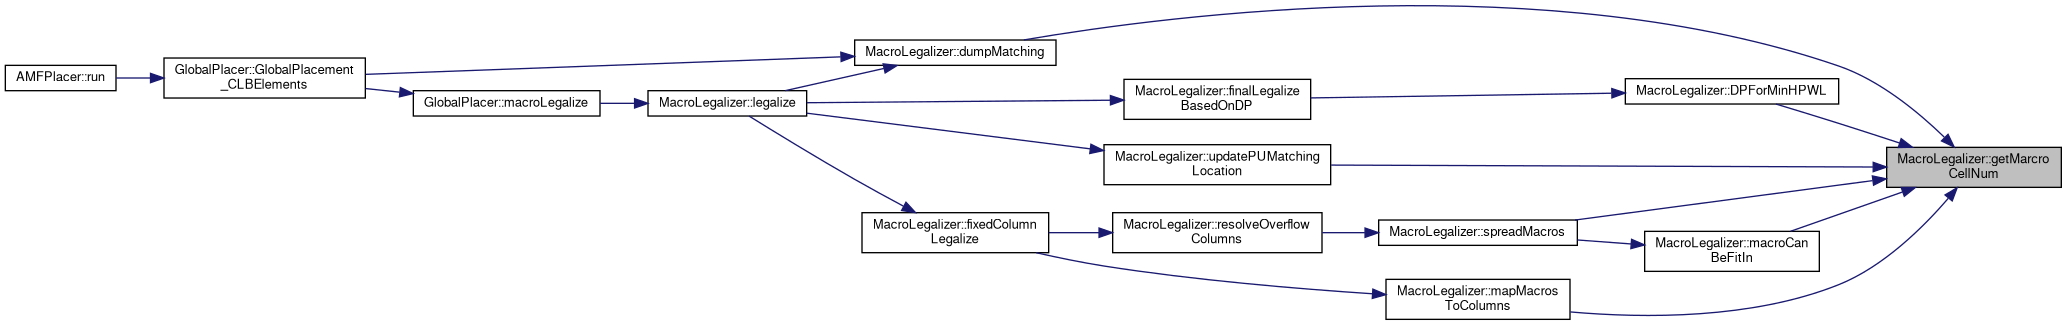 AMFPlacer::run
GlobalPlacer::GlobalPlacement
_CLBElements
GlobalPlacer::macroLegalize
MacroLegalizer::legalize
MacroLegalizer::dumpMatching
MacroLegalizer::finalLegalize
BasedOnDP
MacroLegalizer::DPForMinHPWL
MacroLegalizer::updatePUMatching
Location
MacroLegalizer::getMarcro
CellNum
MacroLegalizer::fixedColumn
Legalize
MacroLegalizer::resolveOverflow
Columns
MacroLegalizer::spreadMacros
MacroLegalizer::macroCan
BeFitIn
MacroLegalizer::mapMacros
ToColumns